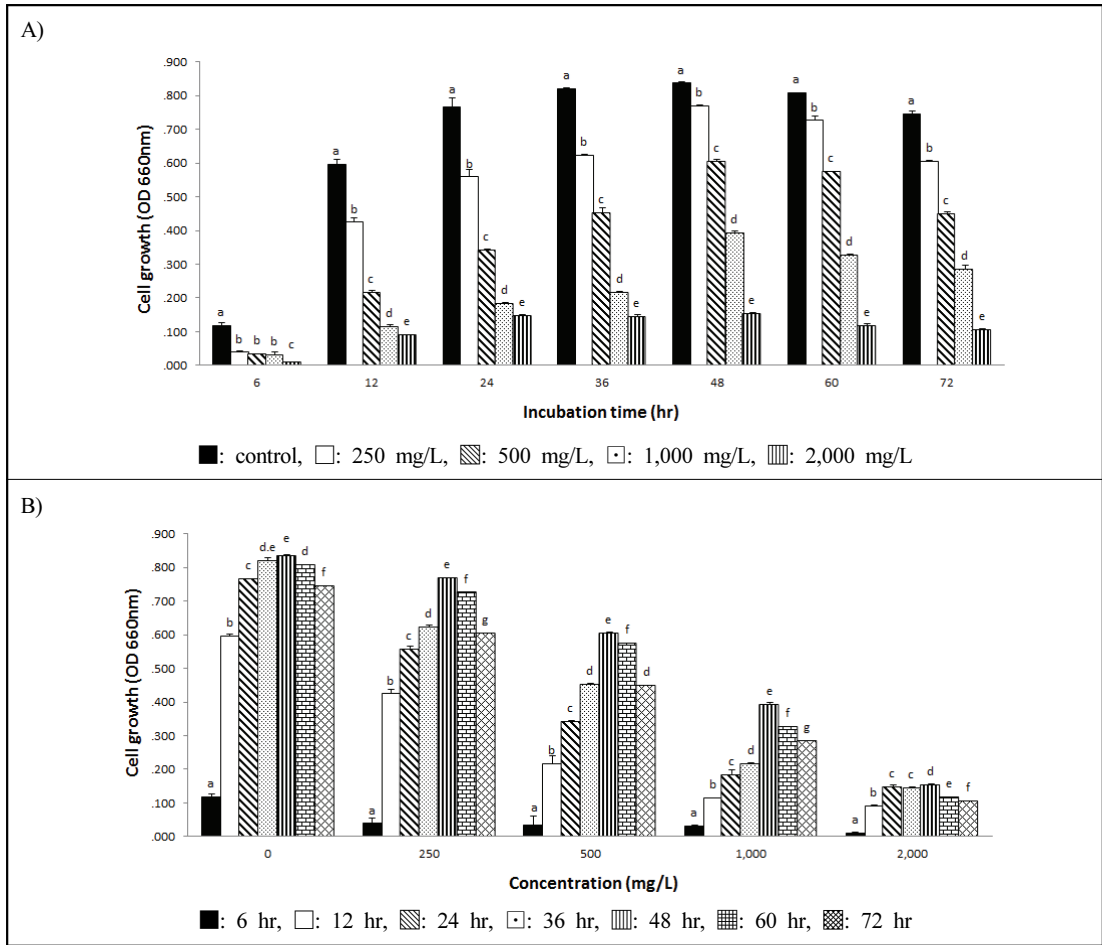 A)
.900
.800
.700
.600
.500
.400
.300
.200
.100
.000
Cell growth (OD 660nm)
a b b b c
a b c d e
a b c d e
a b c d e
a b c d e
a b c d e
a b c d e
6 12 24 36 48 60 72
Incubation time (hr)
: control, : 250 mg/L, : 500 mg/L, : 1,000 mg/L, : 2,000 mg/L
B)
.900
.800
.700
.600
.500
.400
.300
.200
.100
.000
Cell growth (OD 660nm)
a b c d.e e d f
a b c d e f g
a b c d e f d
a b c d e f g
a b c c d e f
0 250 500 1,000 2,000
Concentration (mg/L)
: 6 hr, : 12 hr, : 24 hr, : 36 hr, : 48 hr, : 60 hr, : 72 hr